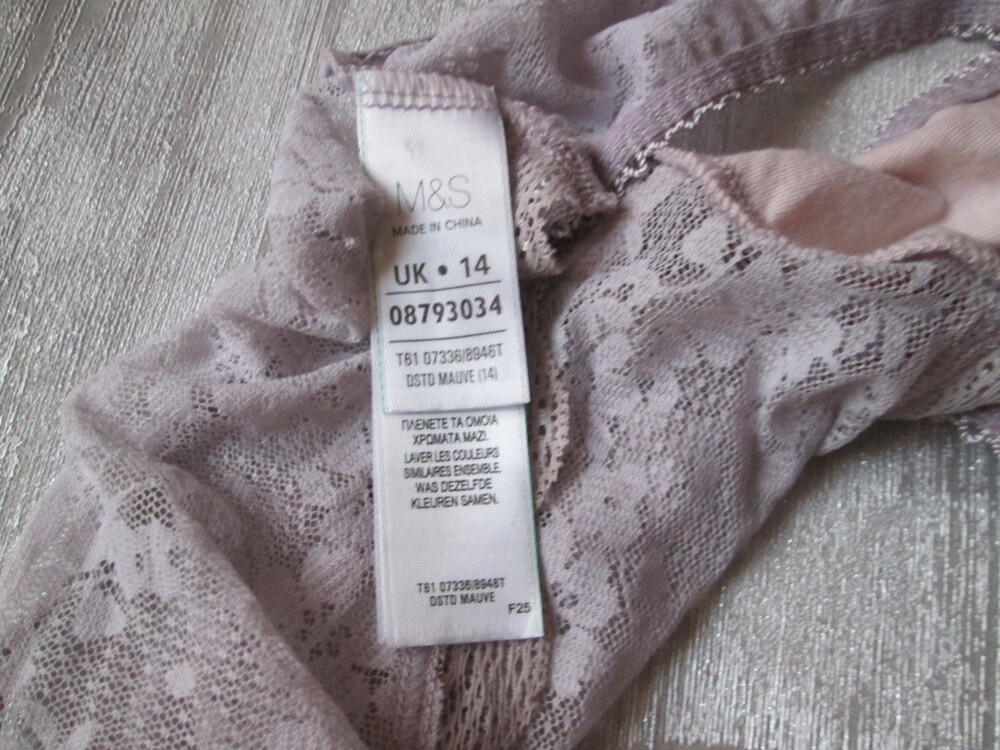 M&S
MADE IN CHINA
UK • 14
08793034
T61 07336/8946T
DSTD MAUVE (14)
ΠΛΕΝΕΤΕ ΤΑ ΟΜΟΙΑ
ΧΡΩΜΑΤΑ ΜΑΖΙ.
LAVER LES COULEURS
SIMILAIRES ENSEMBLE.
WAS DEZELFDE
KLEUREN SAMEN.
T61 07336/8946T
DSTD MAUVE
F25